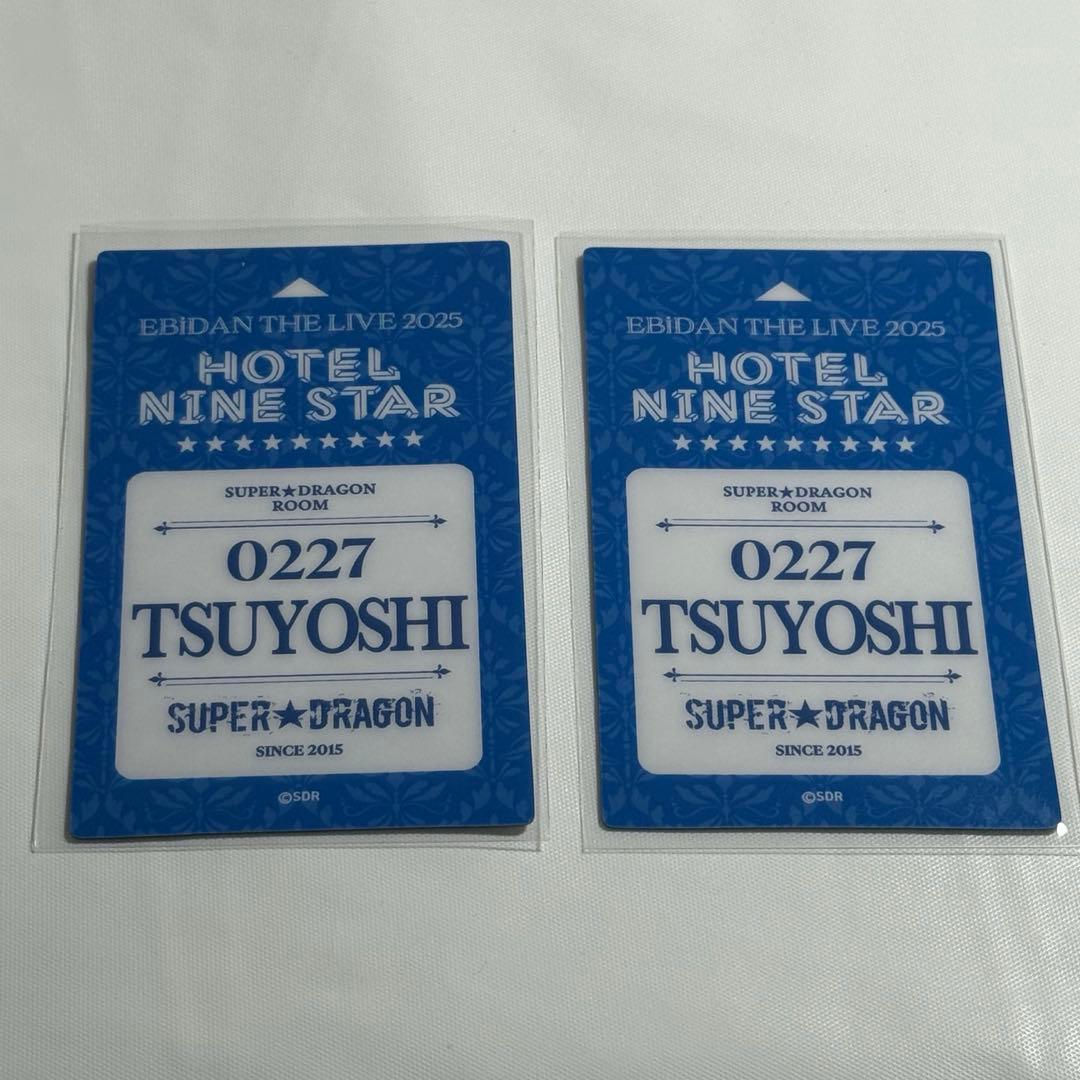 EBiDAN THE LIVE 2025
HOTEL
NINE STAR
★★★★★★★★★
SUPER★DRAGON
ROOM
0227
TSUYOSHI
SUPER★DRAGON
SINCE 2015
©SDR
EBiDAN THE LIVE 2025
HOTEL
NINE STAR
★★★★★★★★★
SUPER★DRAGON
ROOM
0227
TSUYOSHI
SUPER★DRAGON
SINCE 2015
©SDR